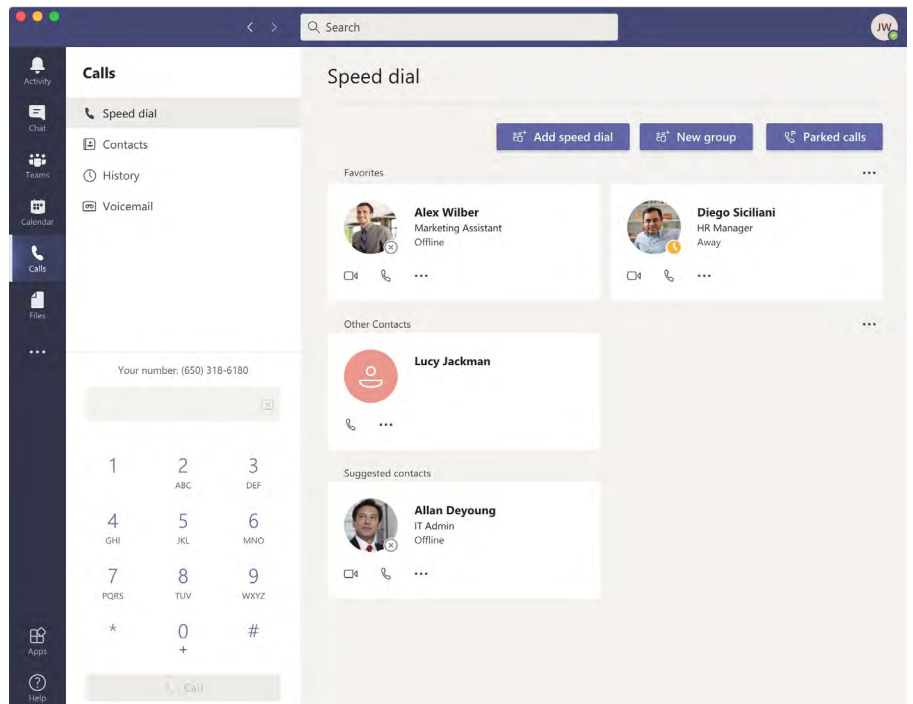 Search
JW
Activity
Chat
Teams
Calendar
Calls
Files
Apps
Help
Calls
Speed dial
Contacts
History
Voicemail
Your number: (650) 318-6180
1
2
ABC
3
DEF
4
GHI
5
JKL
6
MNO
7
PQRS
8
TUV
9
WXYZ
*
0
+
#
Call
Speed dial
Add speed dial
New group
Parked calls
Favorites
Alex Wilber
Marketing Assistant
Offline
Diego Siciliani
HR Manager
Away
Other Contacts
Lucy Jackman
Suggested contacts
Allan Deyoung
IT Admin
Offline